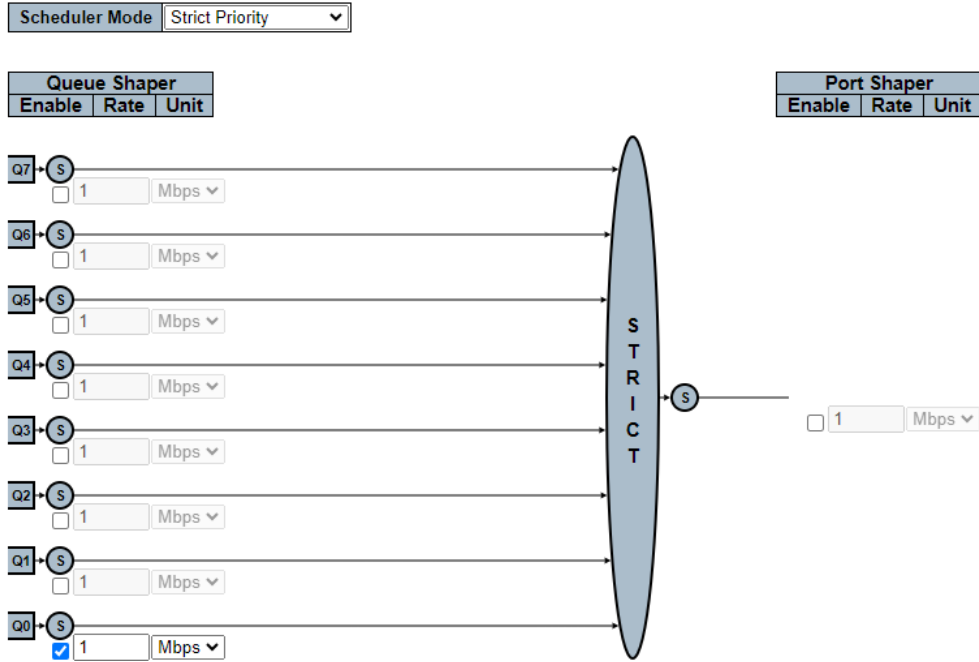 Scheduler Mode Strict Priority
Queue Shaper
Enable Rate Unit
Port Shaper
Enable Rate Unit
Q7 S
1 Mbps
Q6 S
1 Mbps
Q5 S
1 Mbps
Q4 S
1 Mbps
Q3 S
1 Mbps
Q2 S
1 Mbps
Q1 S
1 Mbps
Q0 S
1 Mbps
S
T
R
I
C
T
S
1 Mbps